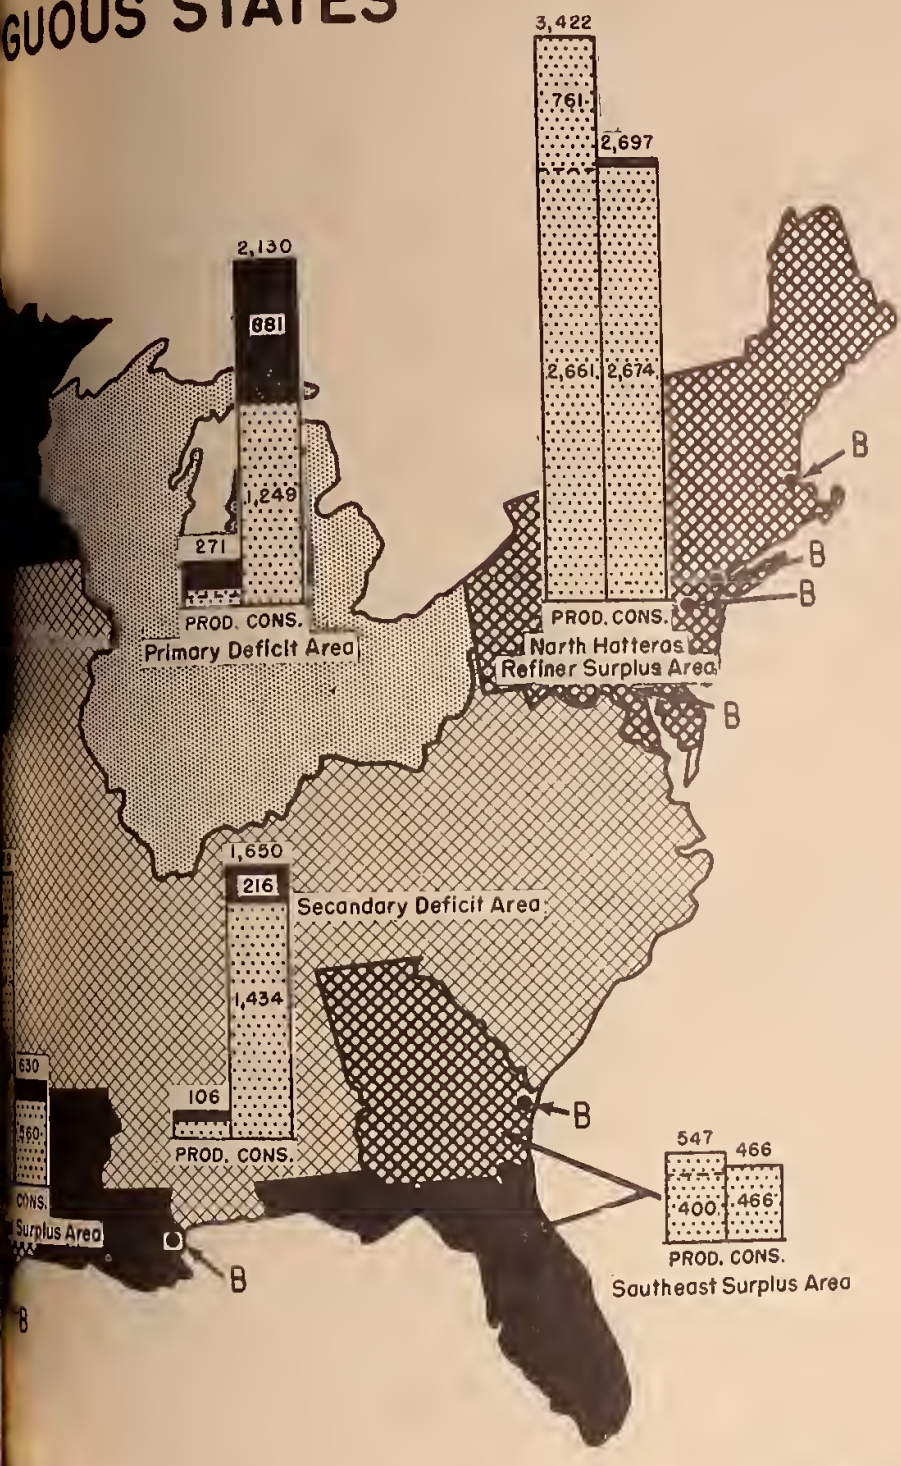 GUOUS STATES
3,422
761
2,697
2,661
2,674
PROD. CONS.
North Hatteras
Refiner Surplus Area
2,130
881
1,249
271
PROD. CONS.
Primary Deficit Area
B
B
B
B
1,650
216
Secandary Deficit Area
1,434
106
PROD. CONS.
630
560
CONS.
Surplus Area
B
B
B
547
466
400
466
PROD. CONS.
Sautheast Surplus Area